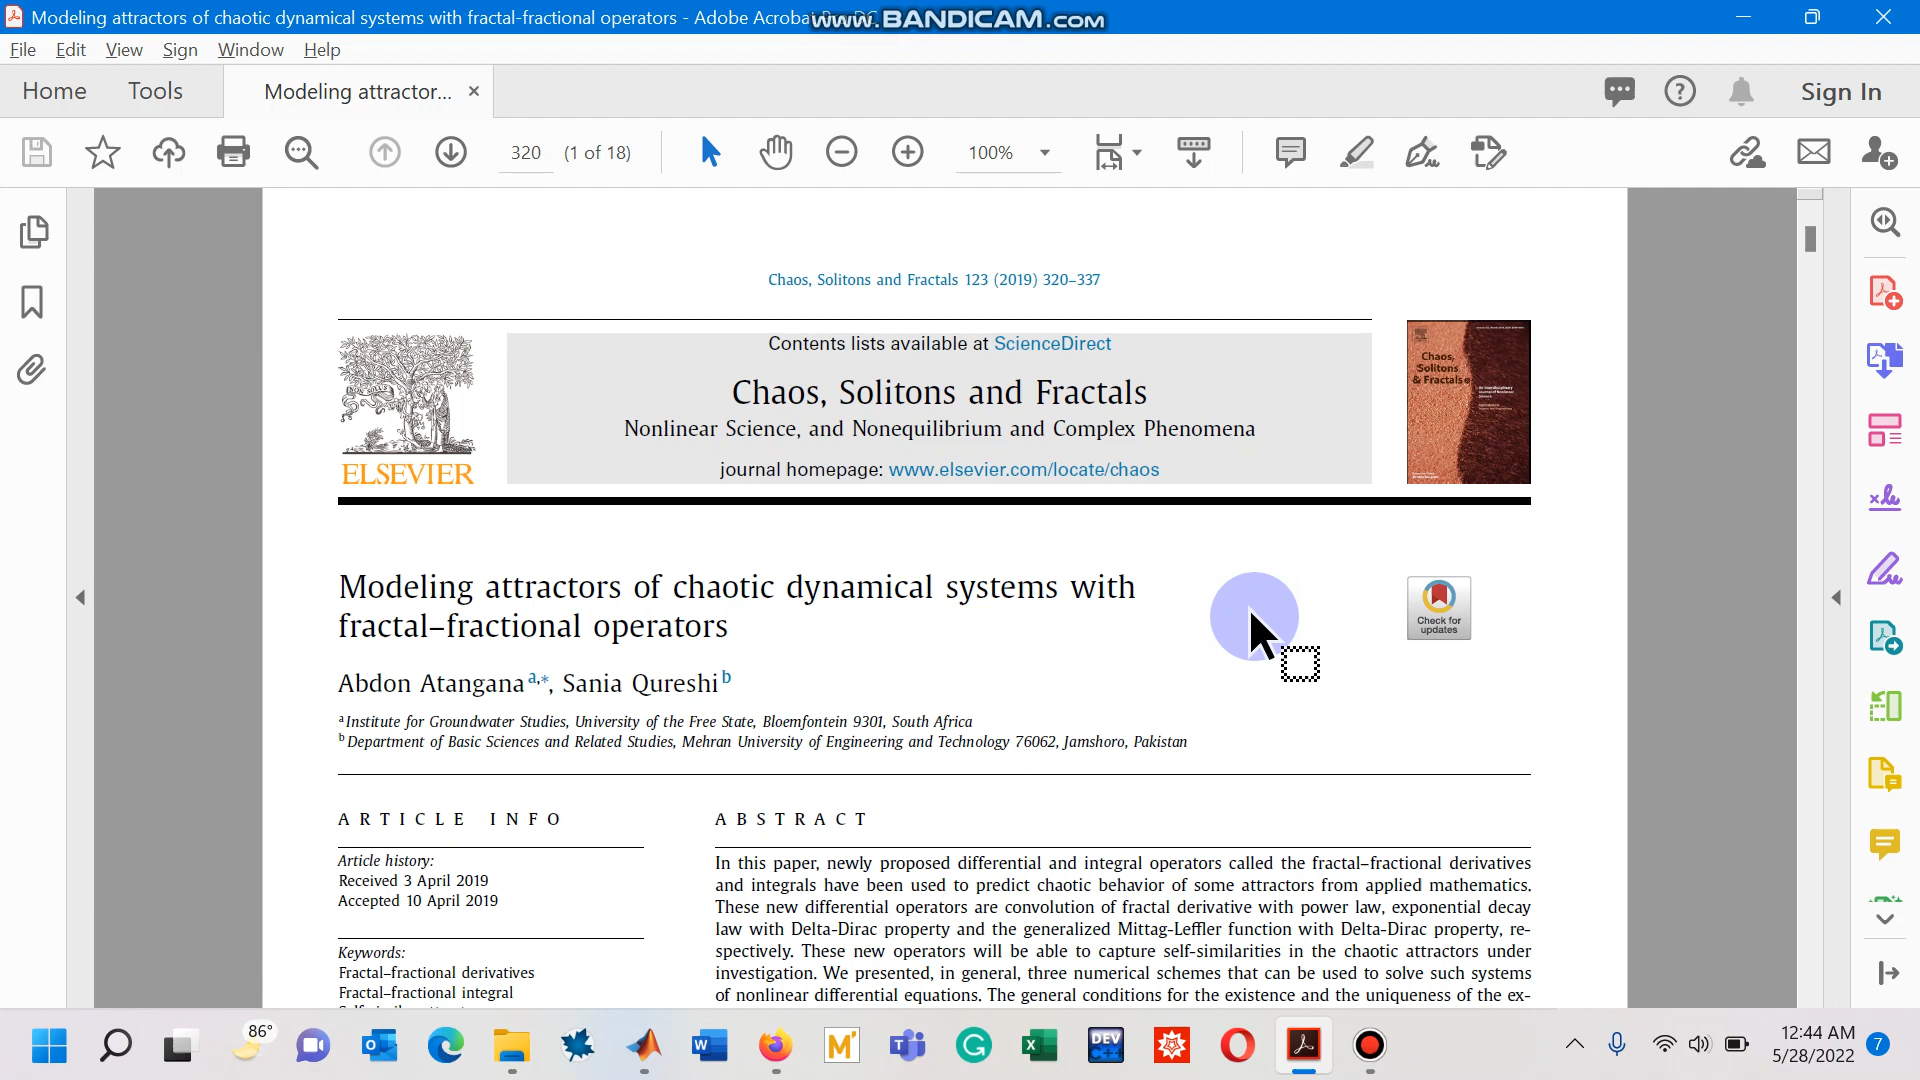 Modeling attractors of chaotic dynamical systems with fractal-fractional operators - Adobe Acrobat
www.BANDICAM.com
File Edit View Sign Window Help
Home Tools Modeling attractor... × Sign In
320 (1 of 18) 100%
Chaos, Solitons and Fractals 123 (2019) 320–337
Contents lists available at ScienceDirect
Chaos, Solitons and Fractals
Nonlinear Science, and Nonequilibrium and Complex Phenomena
journal homepage: www.elsevier.com/locate/chaos
ELSEVIER
Chaos,
Solitons
& Fractals
Modeling attractors of chaotic dynamical systems with
fractal–fractional operators
Check for
updates
Abdon Atangana a,*, Sania Qureshi b
a Institute for Groundwater Studies, University of the Free State, Bloemfontein 9301, South Africa
b Department of Basic Sciences and Related Studies, Mehran University of Engineering and Technology 76062, Jamshoro, Pakistan
ARTICLE INFO
Article history:
Received 3 April 2019
Accepted 10 April 2019
Keywords:
Fractal–fractional derivatives
Fractal–fractional integral
ABSTRACT
In this paper, newly proposed differential and integral operators called the fractal–fractional derivatives
and integrals have been used to predict chaotic behavior of some attractors from applied mathematics.
These new differential operators are convolution of fractal derivative with power law, exponential decay
law with Delta-Dirac property and the generalized Mittag-Leffler function with Delta-Dirac property, re-
spectively. These new operators will be able to capture self-similarities in the chaotic attractors under
investigation. We presented, in general, three numerical schemes that can be used to solve such systems
of nonlinear differential equations. The general conditions for the existence and the uniqueness of the ex-
86°
DEV
C++
12:44 AM
5/28/2022
7